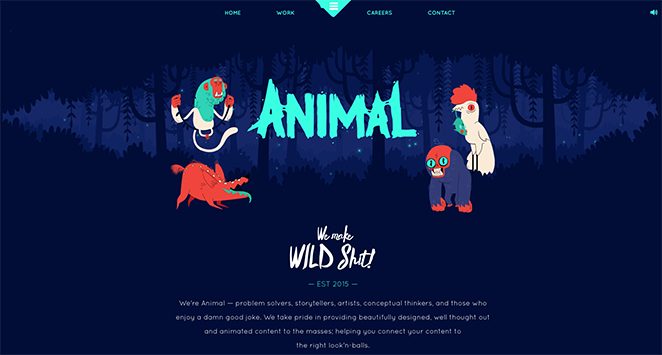 HOME WORK CAREERS CONTACT
ANIMAL
We make
WILD Shit!
— EST 2015 —
We're Animal — problem solvers, storytellers, artists, conceptual thinkers, and those who
enjoy a damn good joke. We take pride in providing beautifully designed, well thought out
and animated content to the masses; helping you connect your content to
the right look'n-balls.